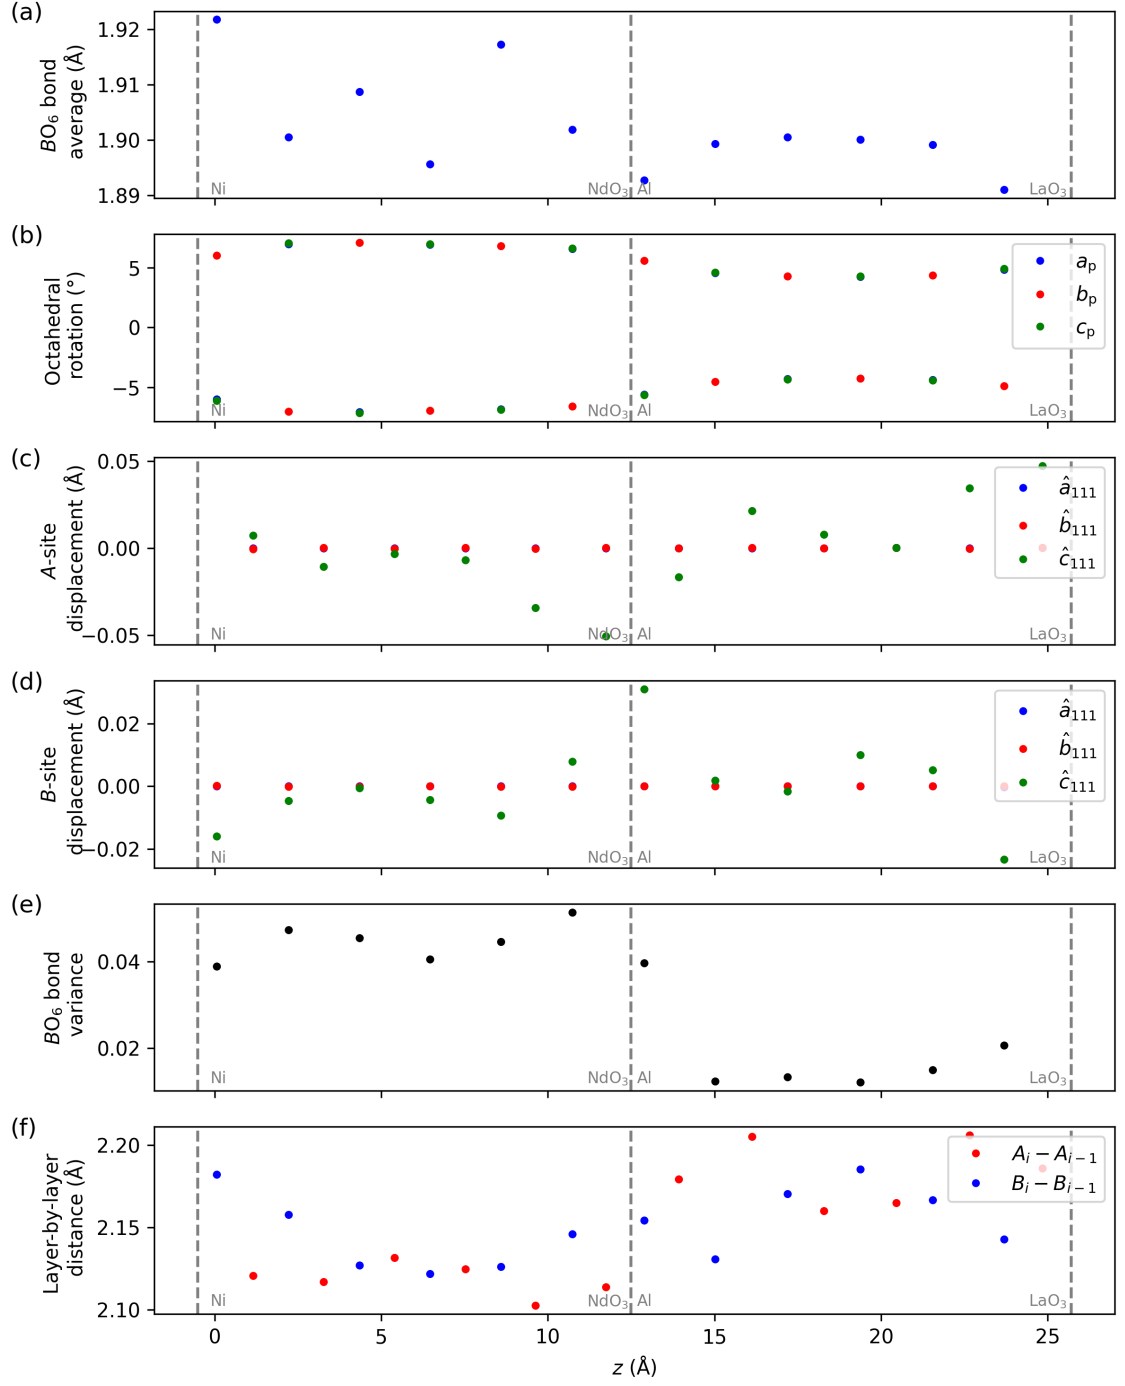 (a)
BO₆ bond
average (Å)
1.92
1.91
1.90
1.89
Ni
NdO₃
Al
LaO₃
(b)
Octahedral
rotation (°)
5
0
−5
Ni
NdO₃
Al
LaO₃
aₚ
bₚ
cₚ
(c)
A-site
displacement (Å)
0.05
0.00
−0.05
Ni
NdO₃
Al
LaO₃
â₁₁₁
b̂₁₁₁
ĉ₁₁₁
(d)
B-site
displacement (Å)
0.02
0.00
−0.02
Ni
NdO₃
Al
LaO₃
â₁₁₁
b̂₁₁₁
ĉ₁₁₁
(e)
BO₆ bond
variance
0.04
0.02
Ni
NdO₃
Al
LaO₃
(f)
Layer-by-layer
distance (Å)
2.20
2.15
2.10
Ni
NdO₃
Al
LaO₃
Aᵢ − Aᵢ₋₁
Bᵢ − Bᵢ₋₁
0
5
10
15
20
25
z (Å)